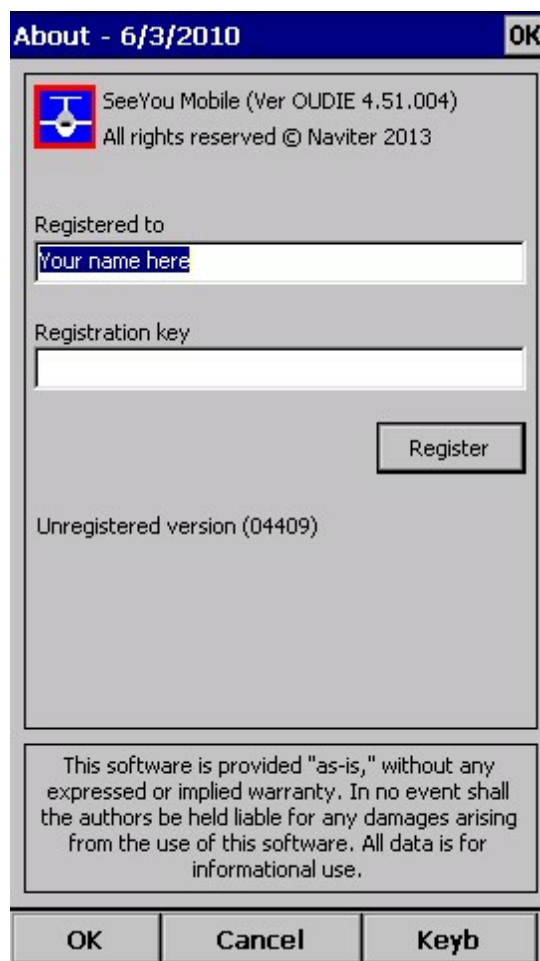 About - 6/3/2010
OK
SeeYou Mobile (Ver OUDIE 4.51.004)
All rights reserved © Naviter 2013
Registered to
Your name here
Registration key
Register
Unregistered version (04409)
This software is provided "as-is," without any
expressed or implied warranty. In no event shall
the authors be held liable for any damages arising
from the use of this software. All data is for
informational use.
OK
Cancel
Keyb